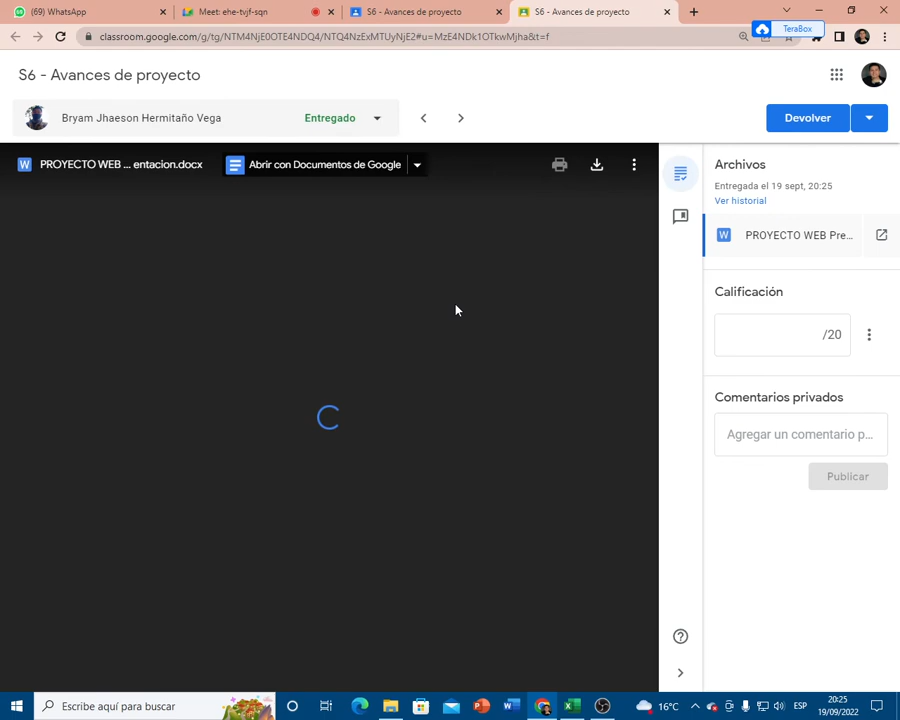 (69) WhatsApp
Meet: ehe-tvjf-sqn
S6 - Avances de proyecto
S6 - Avances de proyecto
classroom.google.com/g/tg/NTM4NjE0OTE4NDQ4/NTQ4NzExMTUyNjE2#u=MzE4NDk1OTkwMjha&t=f
TeraBox
S6 - Avances de proyecto
Bryam Jhaeson Hermitaño Vega
Entregado
Devolver
PROYECTO WEB ... entacion.docx
Abrir con Documentos de Google
Archivos
Entregada el 19 sept, 20:25
Ver historial
W
PROYECTO WEB Pre...
Calificación
/20
Comentarios privados
Agregar un comentario p...
Publicar
Escribe aquí para buscar
16°C
ESP
20:25
19/09/2022